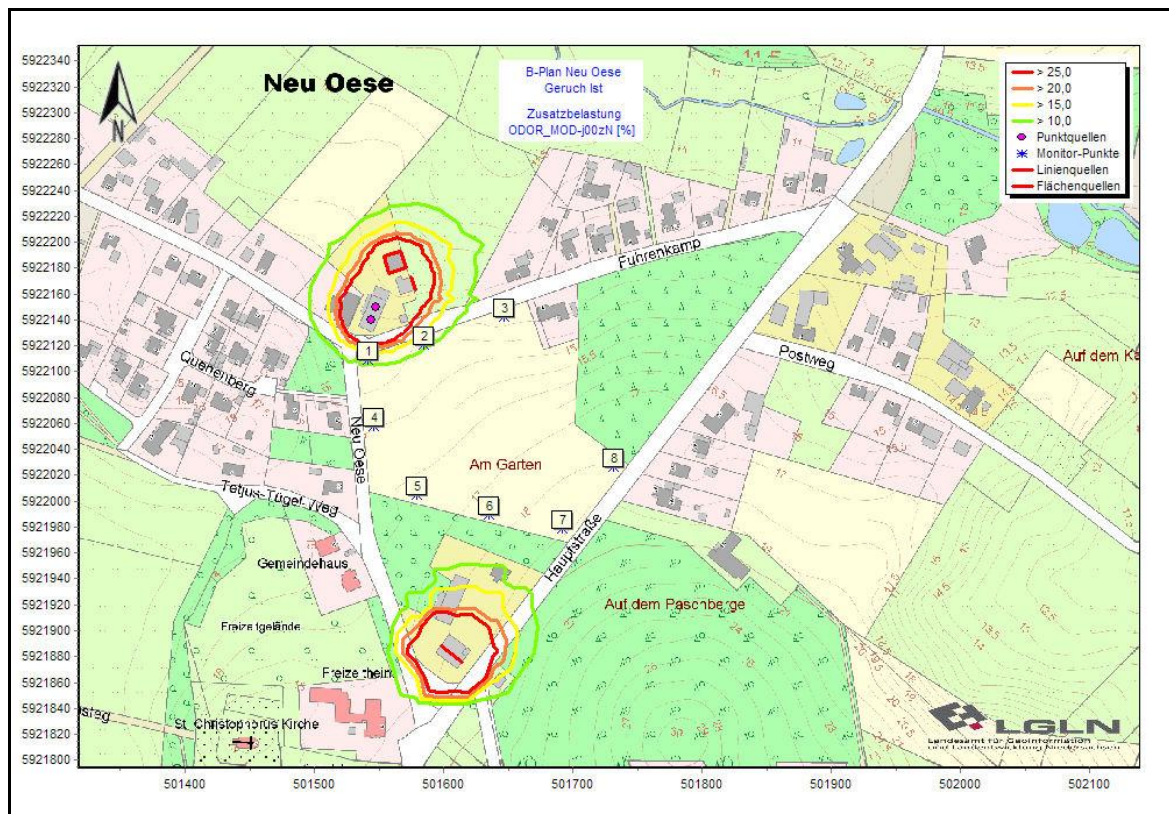 Neu Oese
N
B-Plan Neu Oese
Geruch Ist
Zusatzbelastung
ODOR_MOD-j00zN [%]
> 25,0
> 20,0
> 15,0
> 10,0
Punktquellen
Monitor-Punkte
Linienquellen
Flächenquellen
5922340
5922320
5922300
5922280
5922260
5922240
5922220
5922200
5922180
5922160
5922140
5922120
5922100
5922080
5922060
5922040
5922020
5922000
5921980
5921960
5921940
5921920
5921900
5921880
5921860
5921840
5921820
5921800
Fuhrenkamp
3
2
1
Postweg
Auf dem
Quellenberg
4
Neu Oese
Am Garten
8
5
6
7
Tetjus-Tügel-Weg
Hauptstraße
Gemeindehaus
Auf dem Paschberge
Freizeitgelände
Freizeitheim
St. Christophorus Kirche
LGLN
Landesamt für Geoinformation
und Landentwicklung Niedersachsen
501400
501500
501600
501700
501800
501900
502000
502100